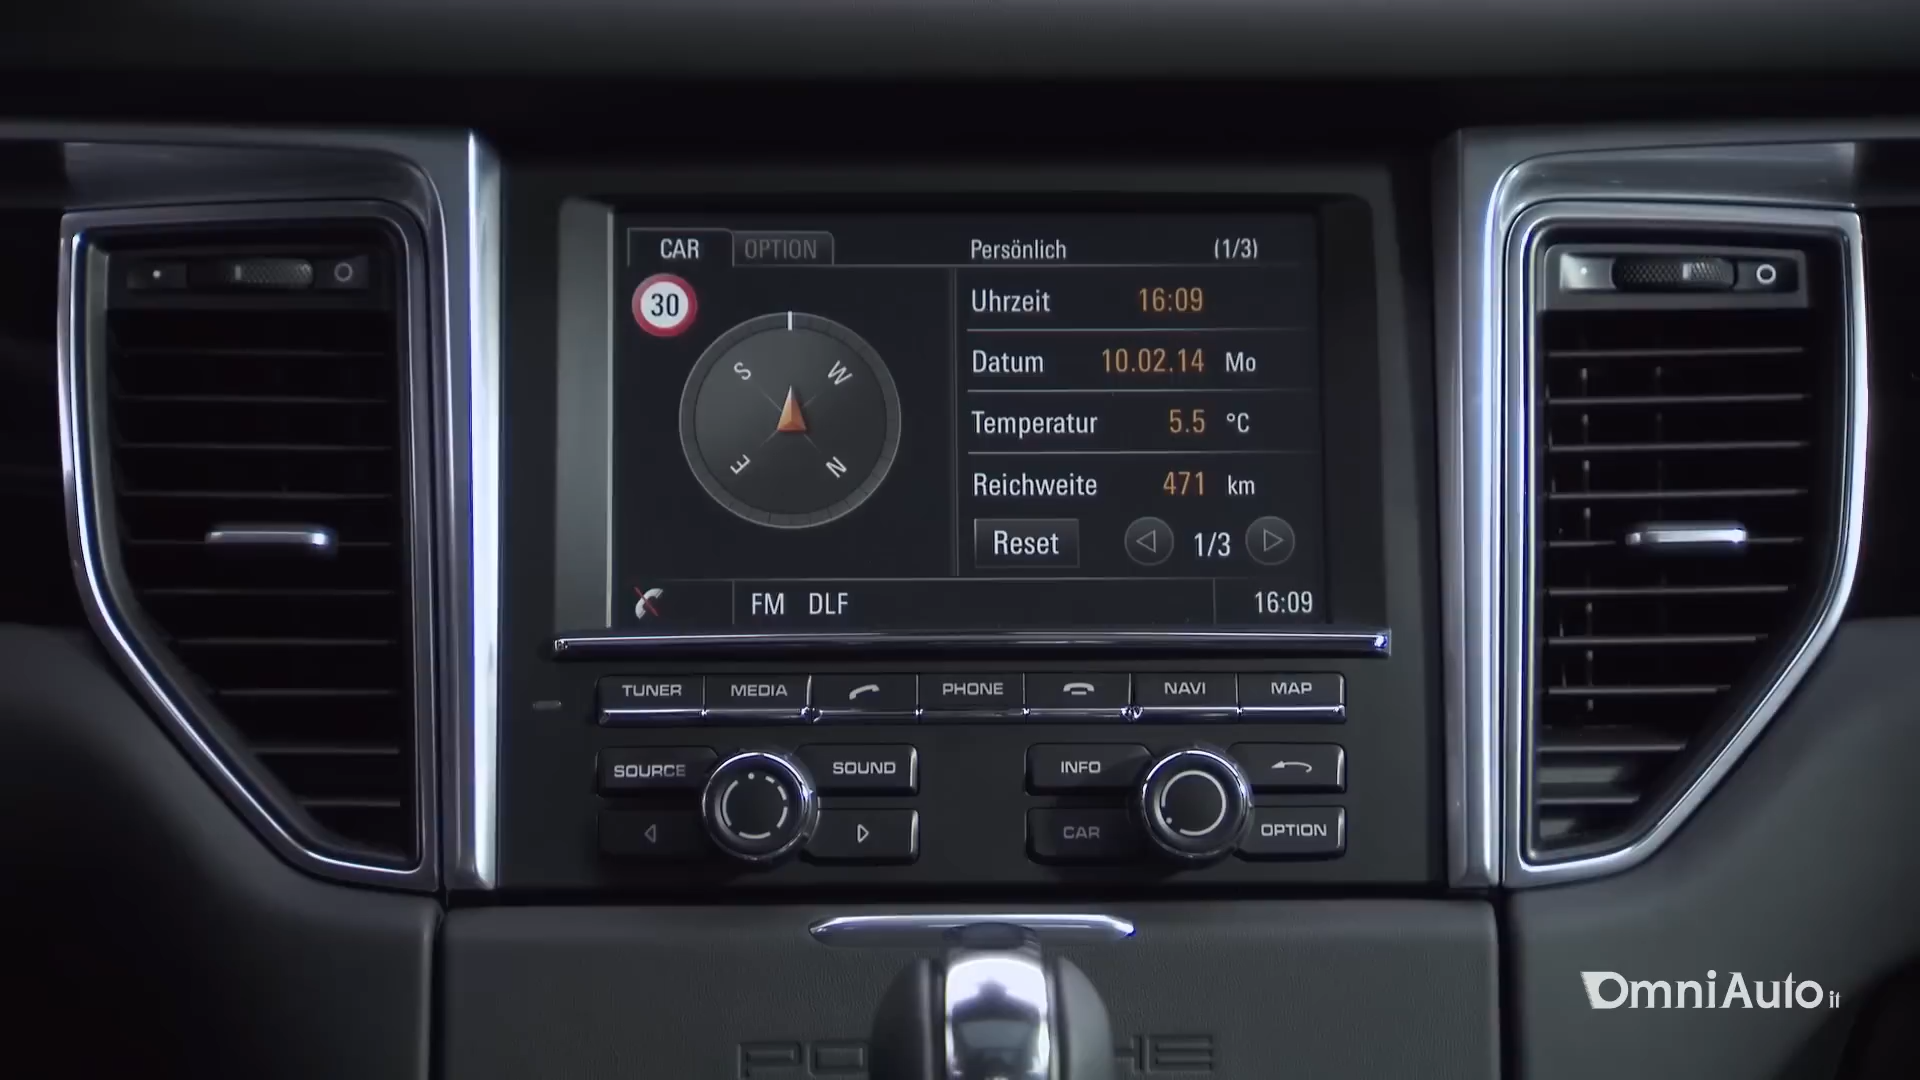 CAR OPTION Persönlich (1/3)
30
Uhrzeit 16:09
Datum 10.02.14 Mo
Temperatur 5.5 °C
Reichweite 471 km
S W
E N
Reset 1/3
FM DLF 16:09
TUNER MEDIA PHONE NAVI MAP
SOURCE SOUND INFO
CAR OPTION
OmniAuto.it